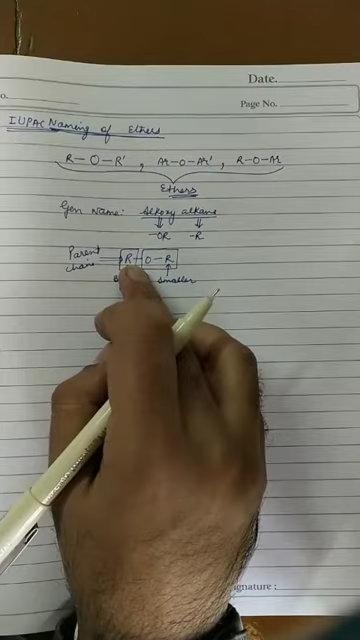 Date.
o.
Page No.
IUPAC Naming of Ethers
R-O-R', Ar-O-Ar', R-O-Ar
Ethers
Gen Name: Alkoxy alkane
-OR -R
Parent chain R-O-R
smaller
ignature :